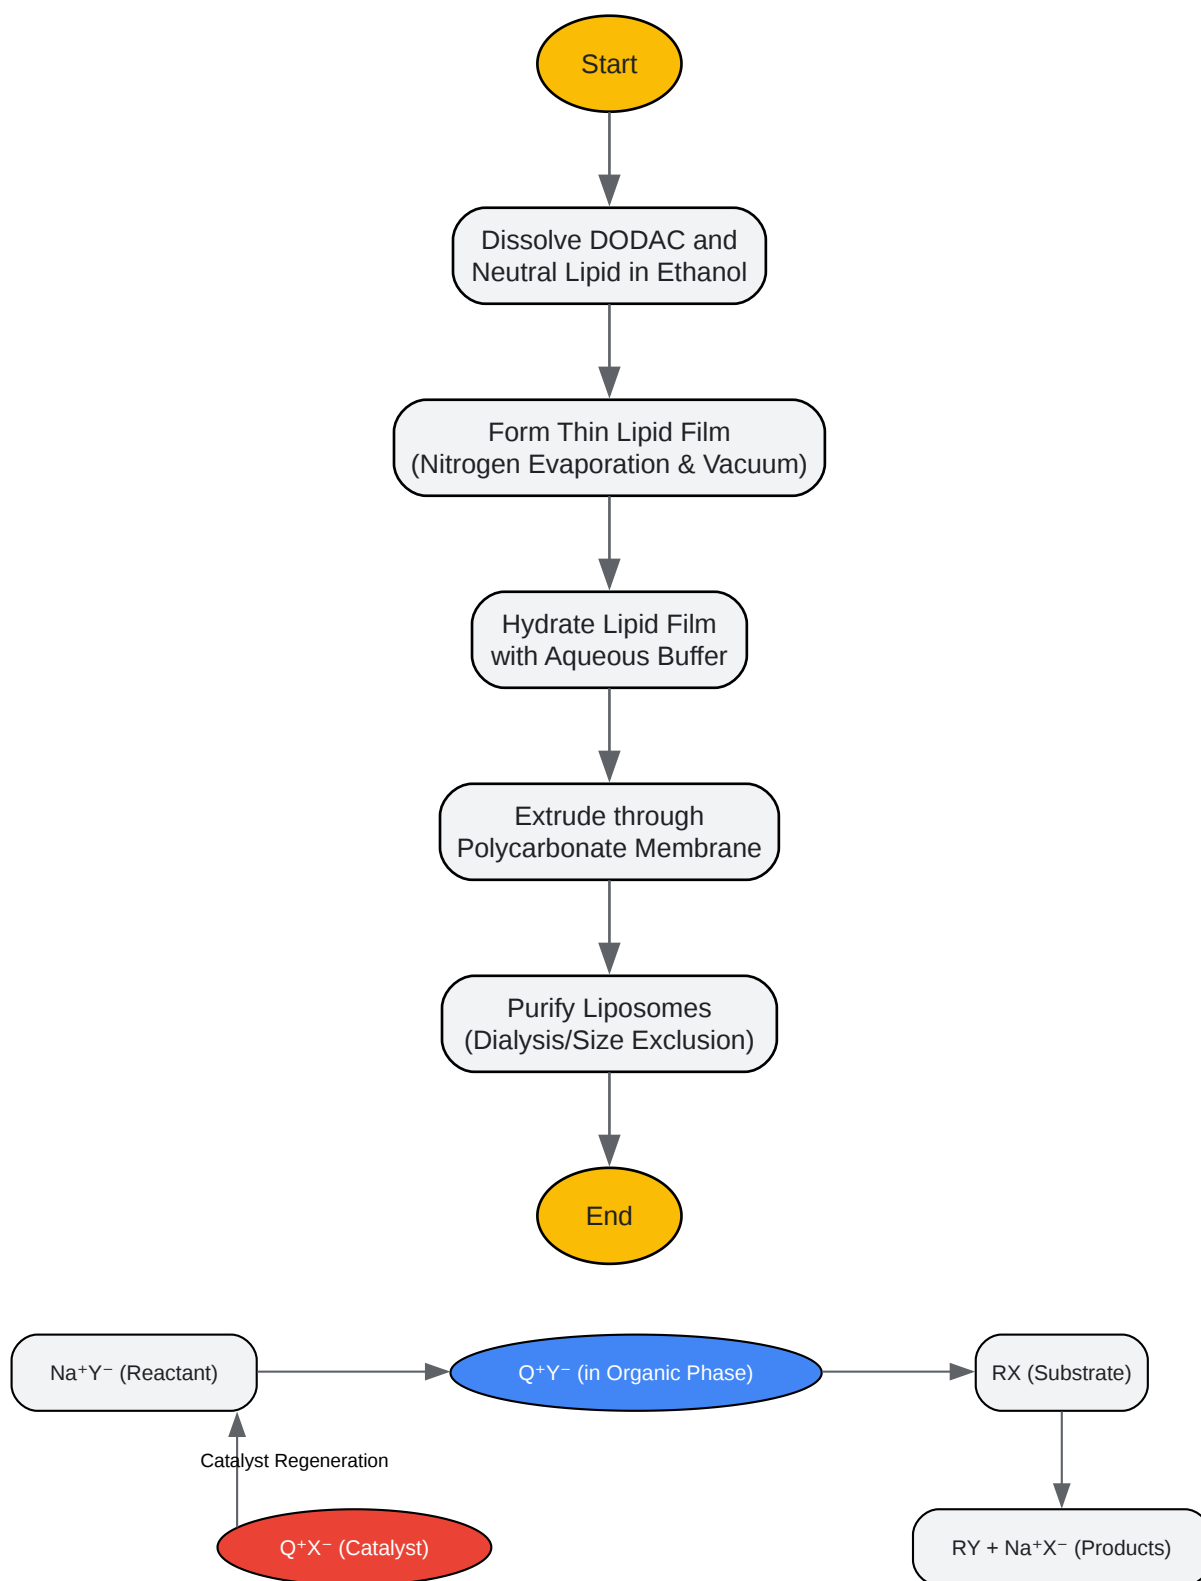 Start
Dissolve DODAC and
Neutral Lipid in Ethanol
Form Thin Lipid Film
(Nitrogen Evaporation & Vacuum)
Hydrate Lipid Film
with Aqueous Buffer
Extrude through
Polycarbonate Membrane
Purify Liposomes
(Dialysis/Size Exclusion)
End
Na⁺Y⁻ (Reactant)
Q⁺Y⁻ (in Organic Phase)
RX (Substrate)
Catalyst Regeneration
Q⁺X⁻ (Catalyst)
RY + Na⁺X⁻ (Products)